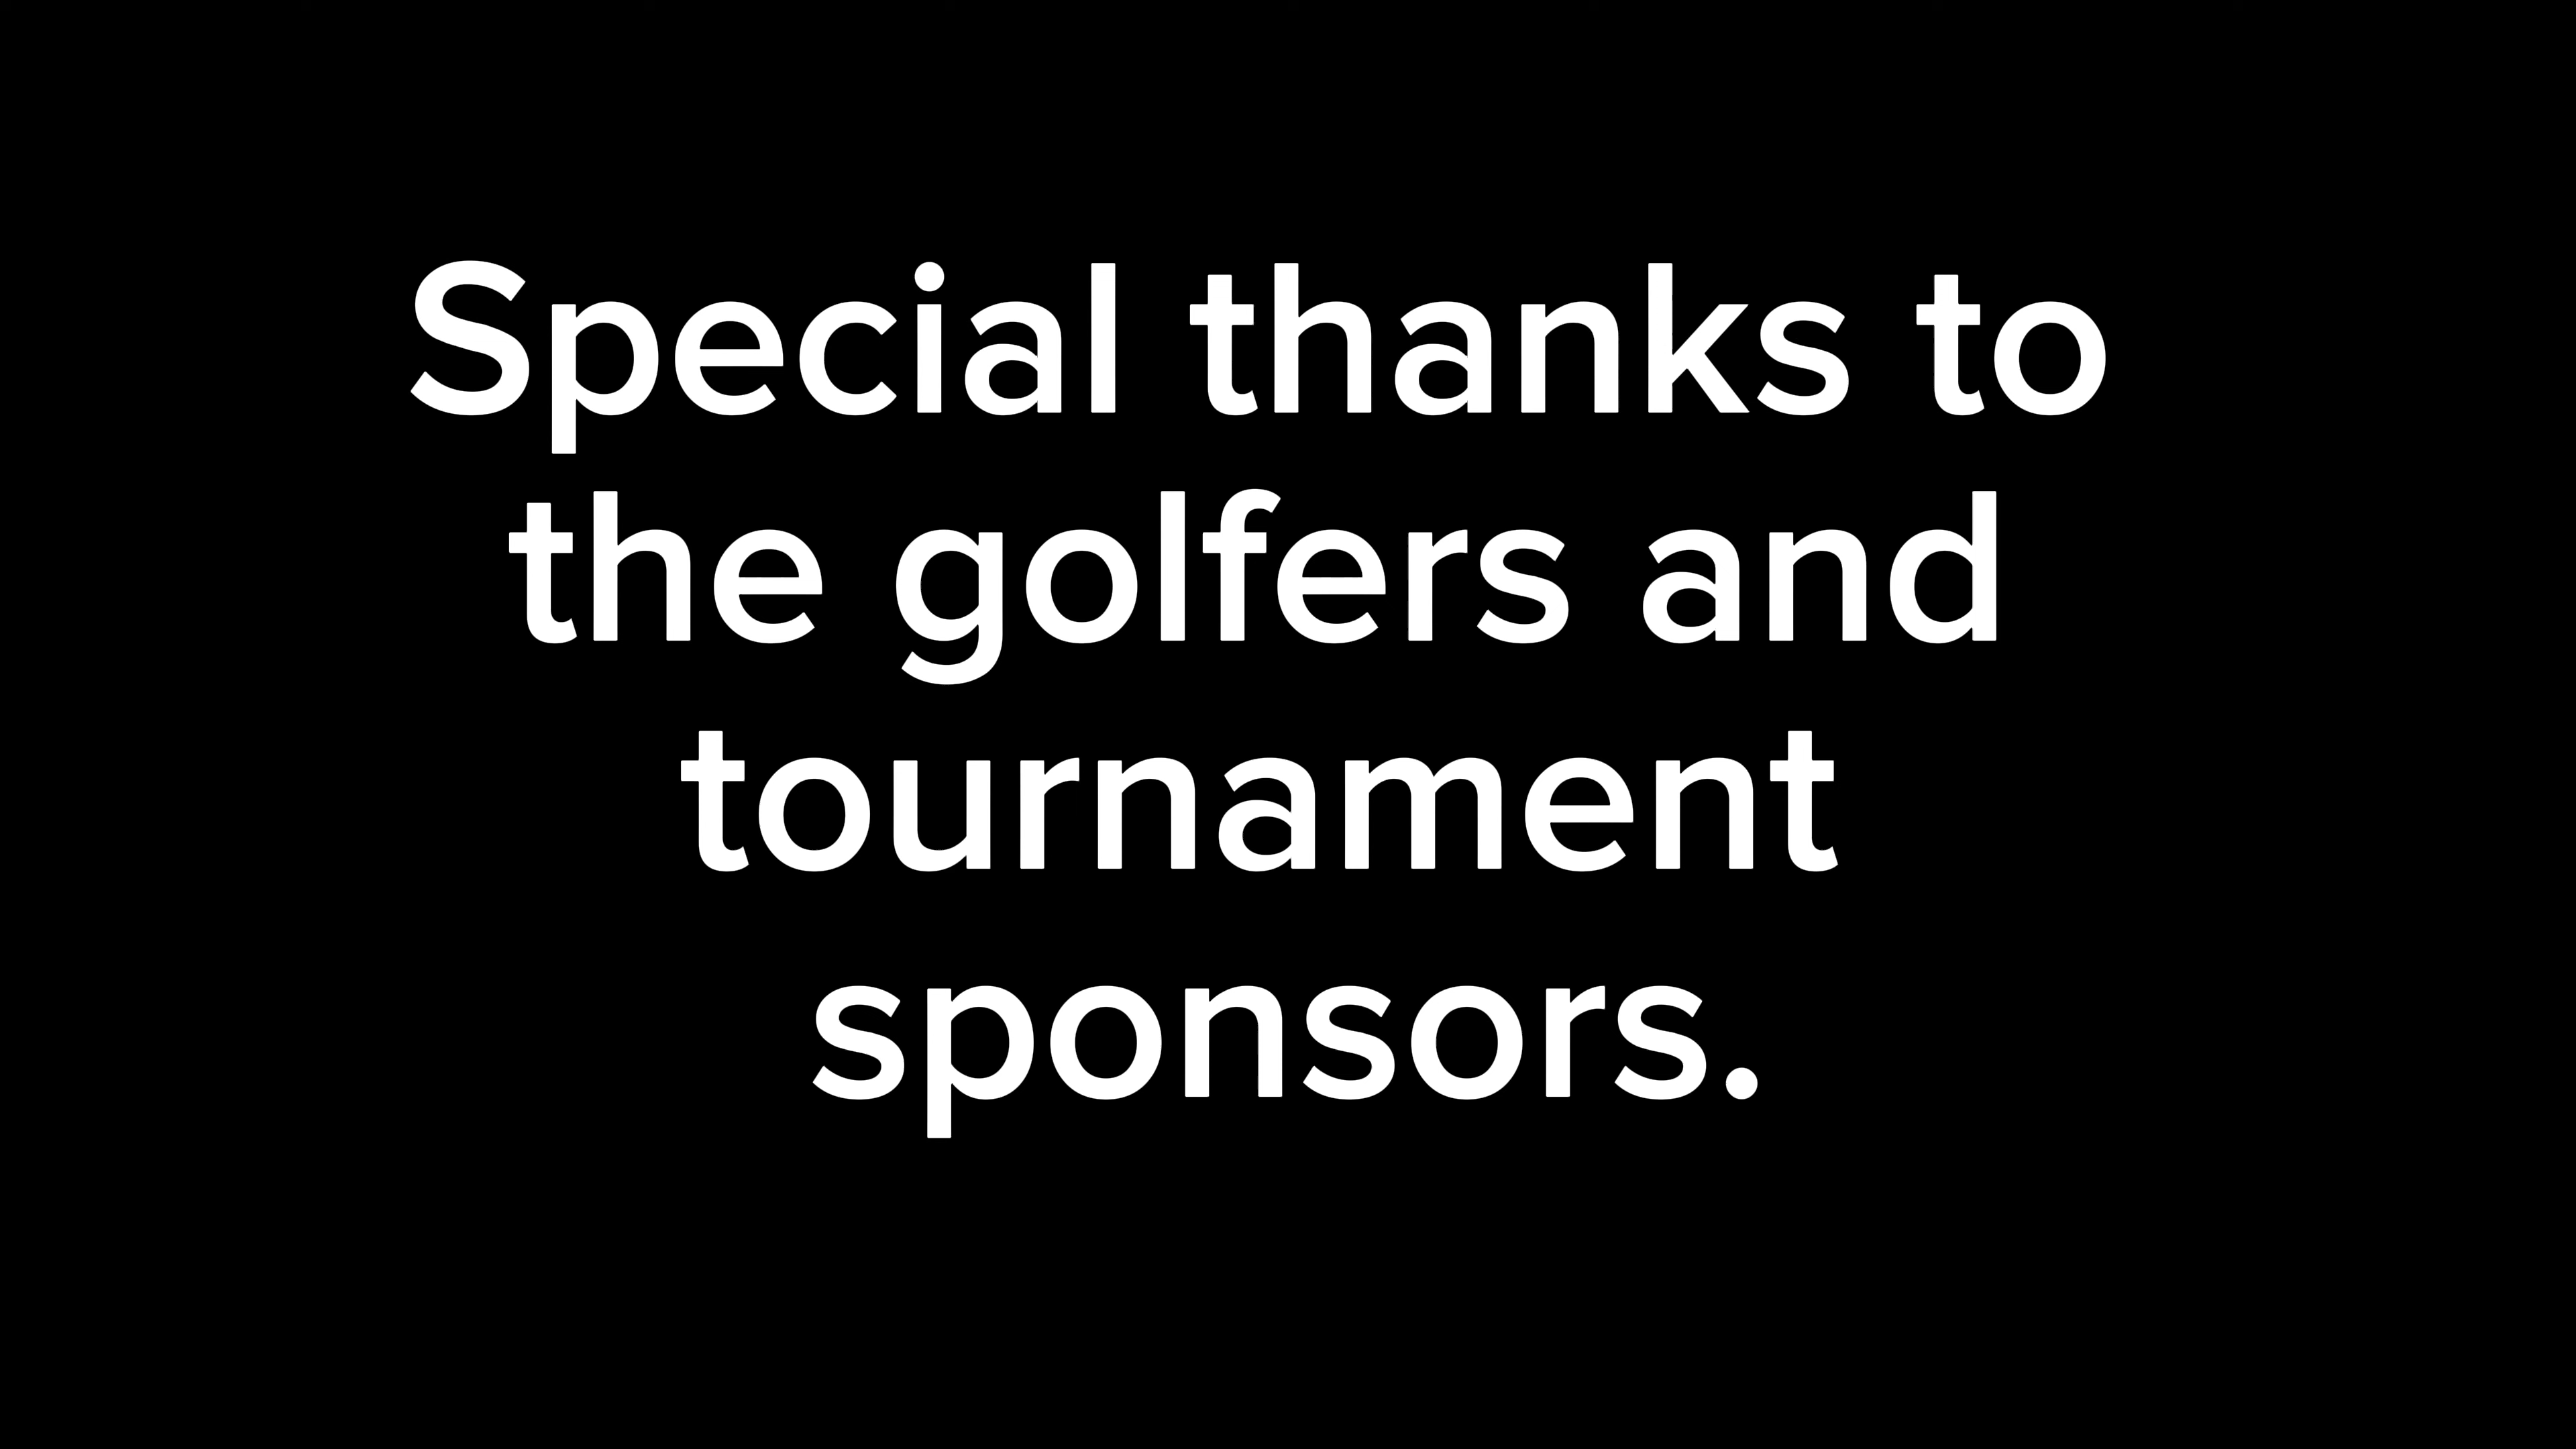 Special thanks to
the golfers and
tournament
sponsors.